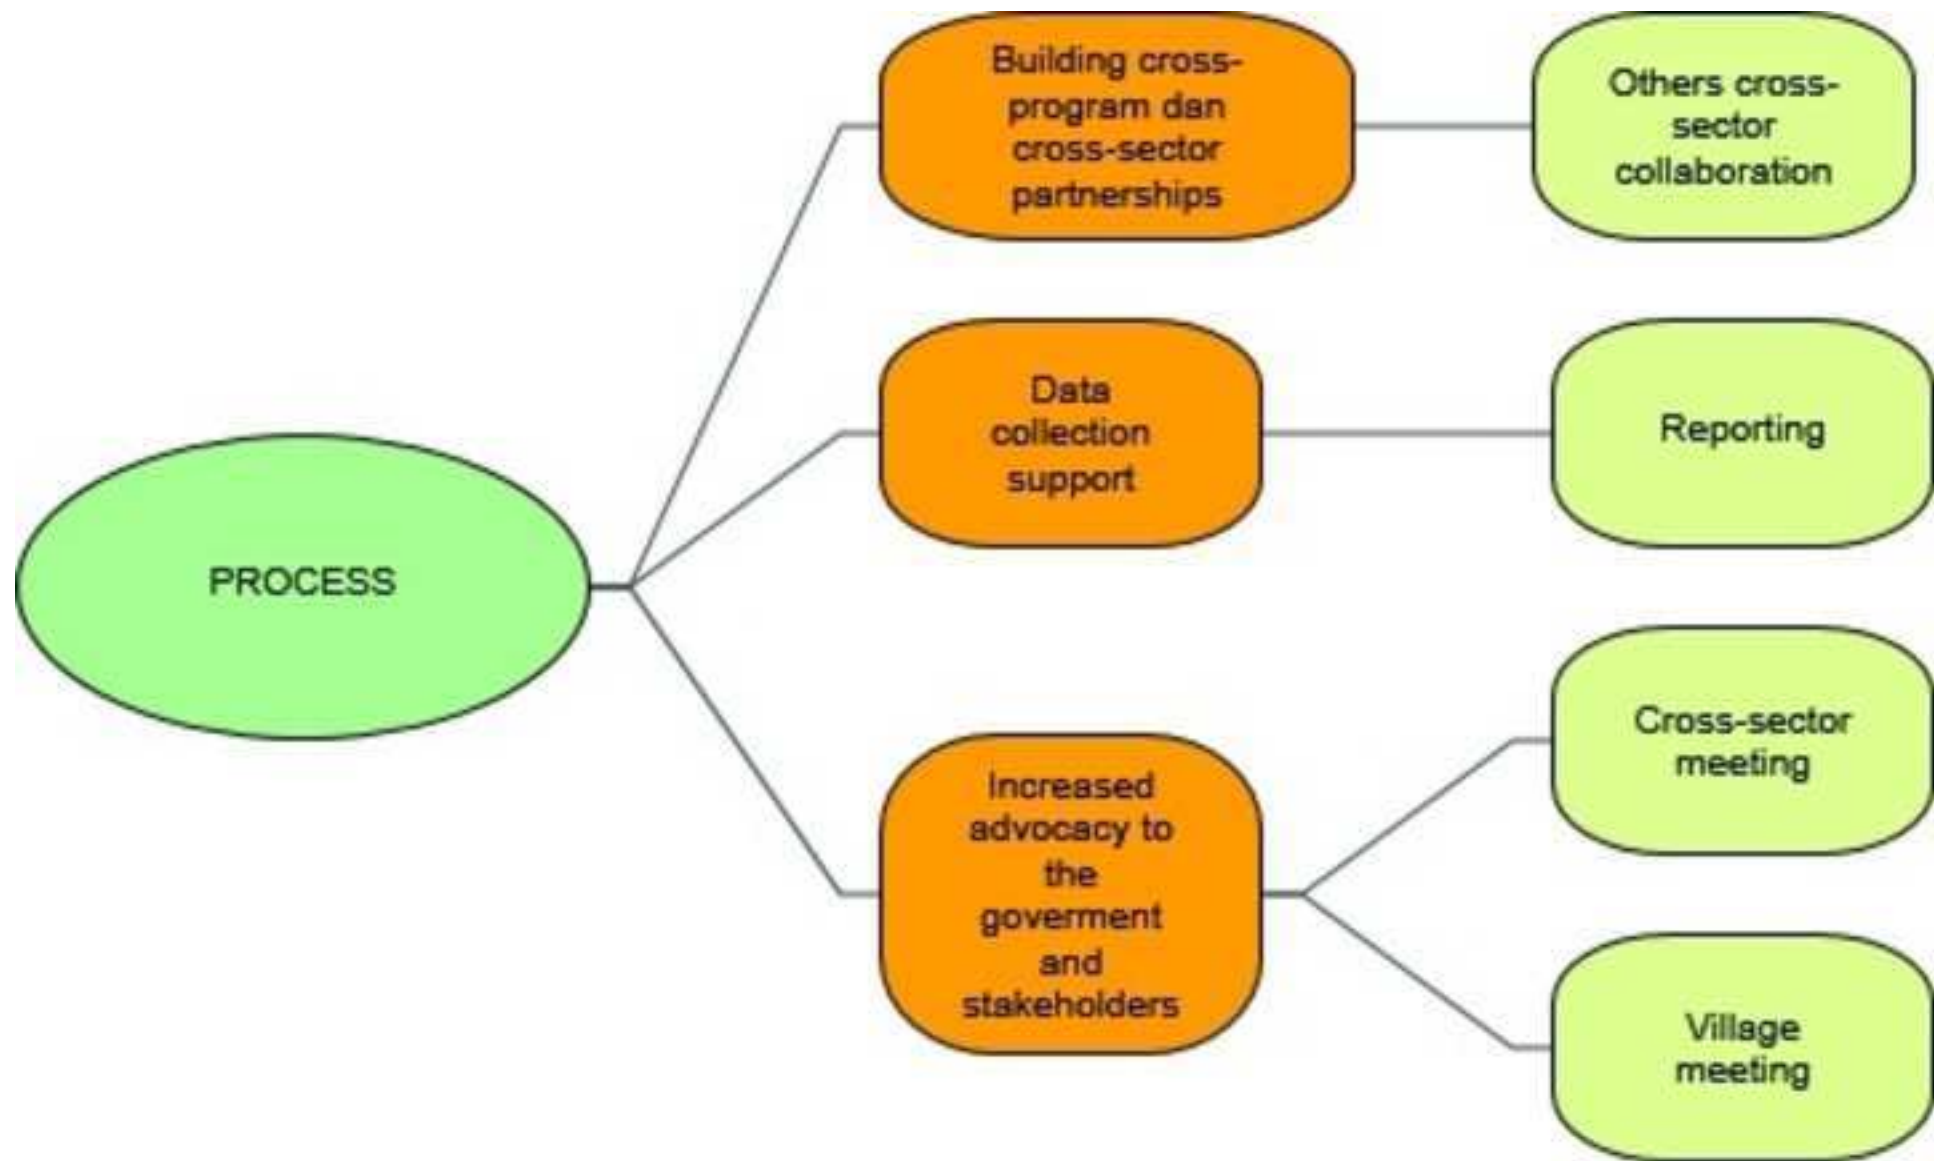 PROCESS
Building cross-
program dan
cross-sector
partnerships
Others cross-
sector
collaboration
Data
collection
support
Reporting
Increased
advocacy to
the
goverment
and
stakeholders
Cross-sector
meeting
Village
meeting